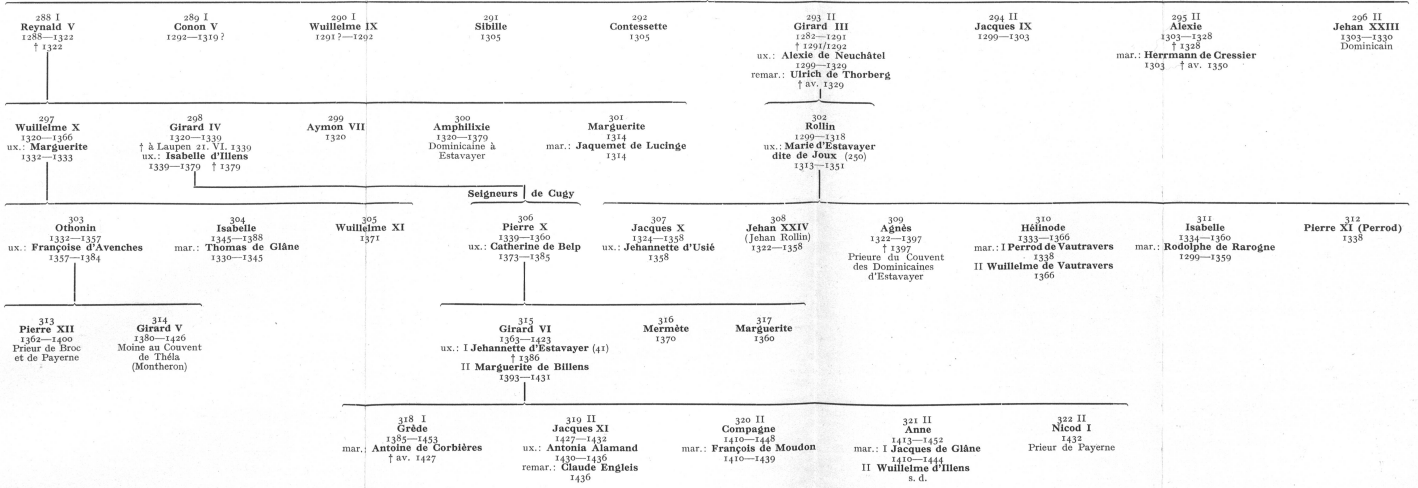 288 I
Reynald V
1288—1322
† 1322
289 I
Conon V
1292—1319?
290 I
Wuillelme IX
1291?—1292
291
Sibille
1305
292
Contessette
1305
293 II
Girard III
1282—1291
† 1291/1292
ux.: Alexie de Neuchâtel
1299—1329
remar.: Ulrich de Thorberg
† av. 1329
294 II
Jacques IX
1299—1303
295 II
Alexie
1303—1328
† 1328
mar.: Herrmann de Cressier
1303 † av. 1350
296 II
Jehan XXIII
1303—1330
Dominicain
297
Wuillelme X
1320—1366
ux.: Marguerite
1332—1333
298
Girard IV
1320—1339
† à Laupen 21. VI. 1339
ux.: Isabelle d'Illens
1339—1379 † 1379
299
Aymon VII
1320
300
Amphilixie
1320—1379
Dominicaine à
Estavayer
301
Marguerite
1314
mar.: Jaquemet de Lucinge
1314
302
Rollin
1299—1318
ux.: Marie d'Estavayer
dite de Joux (250)
1313—1351
Seigneurs de Cugy
303
Othonin
1332—1357
ux.: Françoise d'Avenches
1357—1384
304
Isabelle
1345—1388
mar.: Thomas de Glâne
1330—1345
305
Wuillelme XI
1371
306
Pierre X
1339—1360
ux.: Catherine de Belp
1373—1385
307
Jacques X
1324—1358
ux.: Jehannette d'Usié
1358
308
Jehan XXIV
(Jehan Rollin)
1322—1358
309
Agnès
1322—1397
† 1397
Prieure du Couvent
des Dominicaines
d'Estavayer
310
Hélinode
1333—1366
mar.: I Perrod de Vautravers
1338
II Wuillelme de Vautravers
1366
311
Isabelle
1334—1360
mar.: Rodolphe de Rarogne
1299—1359
312
Pierre XI (Perrod)
1338
313
Pierre XII
1362—1400
Prieur de Broc
et de Payerne
314
Girard V
1380—1426
Moine au Couvent
de Théla
(Montheron)
315
Girard VI
1363—1423
ux.: I Jehannette d'Estavayer (41)
† 1386
II Marguerite de Billens
1393—1431
316
Mermète
1370
317
Marguerite
1360
318 I
Grède
1385—1453
mar.: Antoine de Corbières
† av. 1427
319 II
Jacques XI
1427—1432
ux.: Antonia Alamand
1430—1436
remar.: Claude Engleis
1436
320 II
Compagne
1410—1448
mar.: François de Moudon
1410—1439
321 II
Anne
1413—1452
mar.: I Jacques de Glâne
1410—1444
II Wuillelme d'Illens
s. d.
322 II
Nicod I
1432
Prieur de Payerne